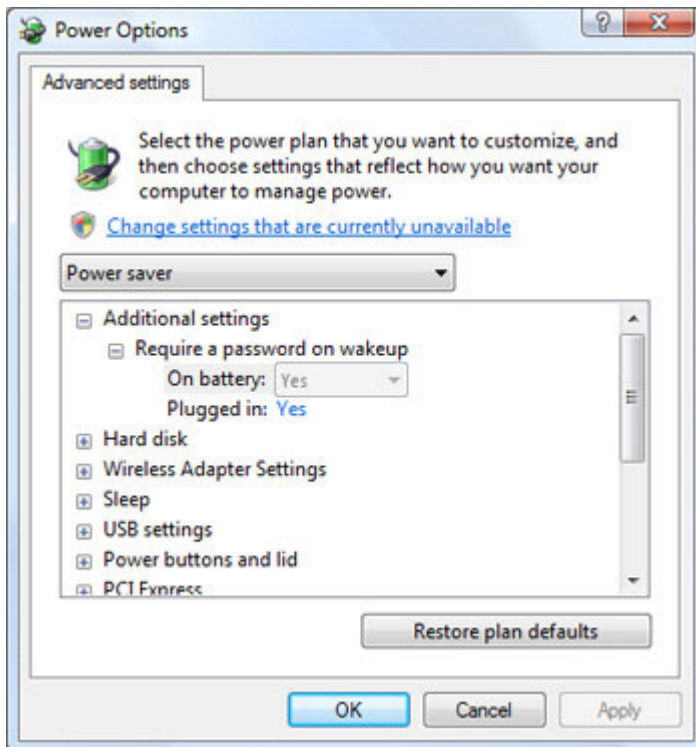 Power Options
Advanced settings
Select the power plan that you want to customize, and
then choose settings that reflect how you want your
computer to manage power.
Change settings that are currently unavailable
Power saver
Additional settings
Require a password on wakeup
On battery: Yes
Plugged in: Yes
Hard disk
Wireless Adapter Settings
Sleep
USB settings
Power buttons and lid
PCI Express
Restore plan defaults
OK Cancel Apply